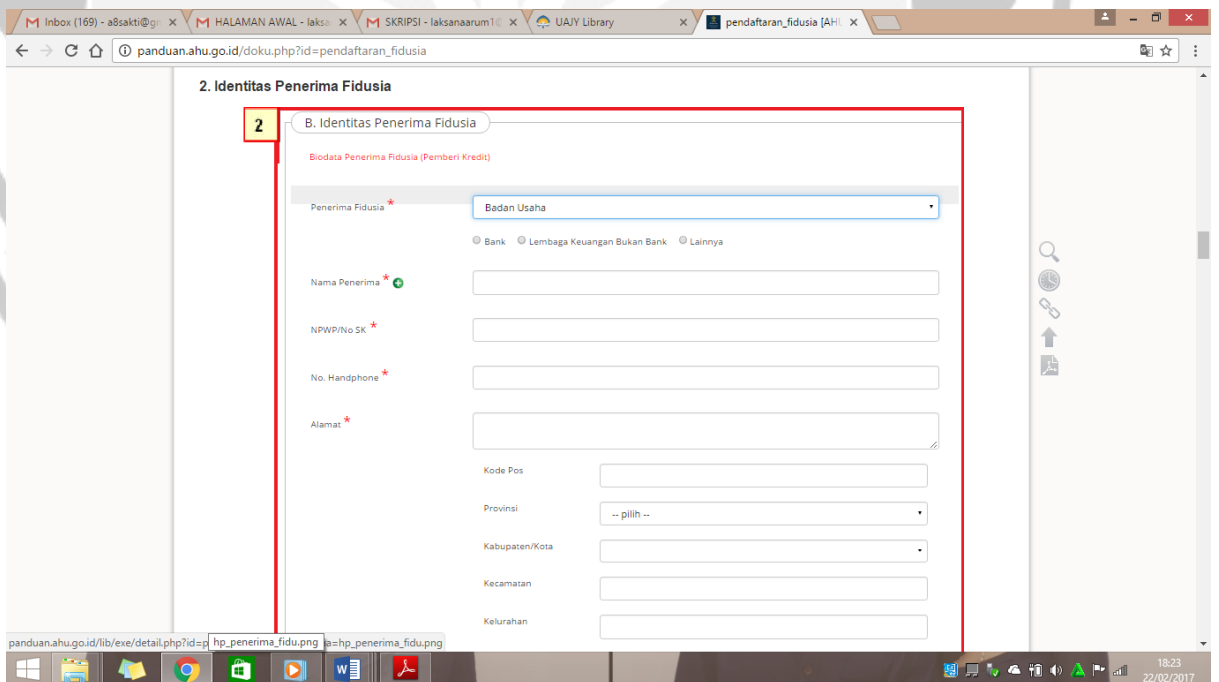 Inbox (169) - a8sakti@gr
HALAMAN AWAL - laksa
SKRIPSI - laksanaarum1@
UAJY Library
pendaftaran_fidusia [AHU
panduan.ahu.go.id/doku.php?id=pendaftaran_fidusia
2. Identitas Penerima Fidusia
2
B. Identitas Penerima Fidusia
Biodata Penerima Fidusia (Pemberi Kredit)
Penerima Fidusia *
Badan Usaha
Bank Lembaga Keuangan Bukan Bank Lainnya
Nama Penerima *
NPWP/No SK *
No. Handphone *
Alamat *
Kode Pos
Provinsi
-- pilih --
Kabupaten/Kota
Kecamatan
Kelurahan
panduan.ahu.go.id/lib/exe/detail.php?id=p
hp_penerima_fidu.png
a=hp_penerima_fidu.png
18:23
22/02/2017